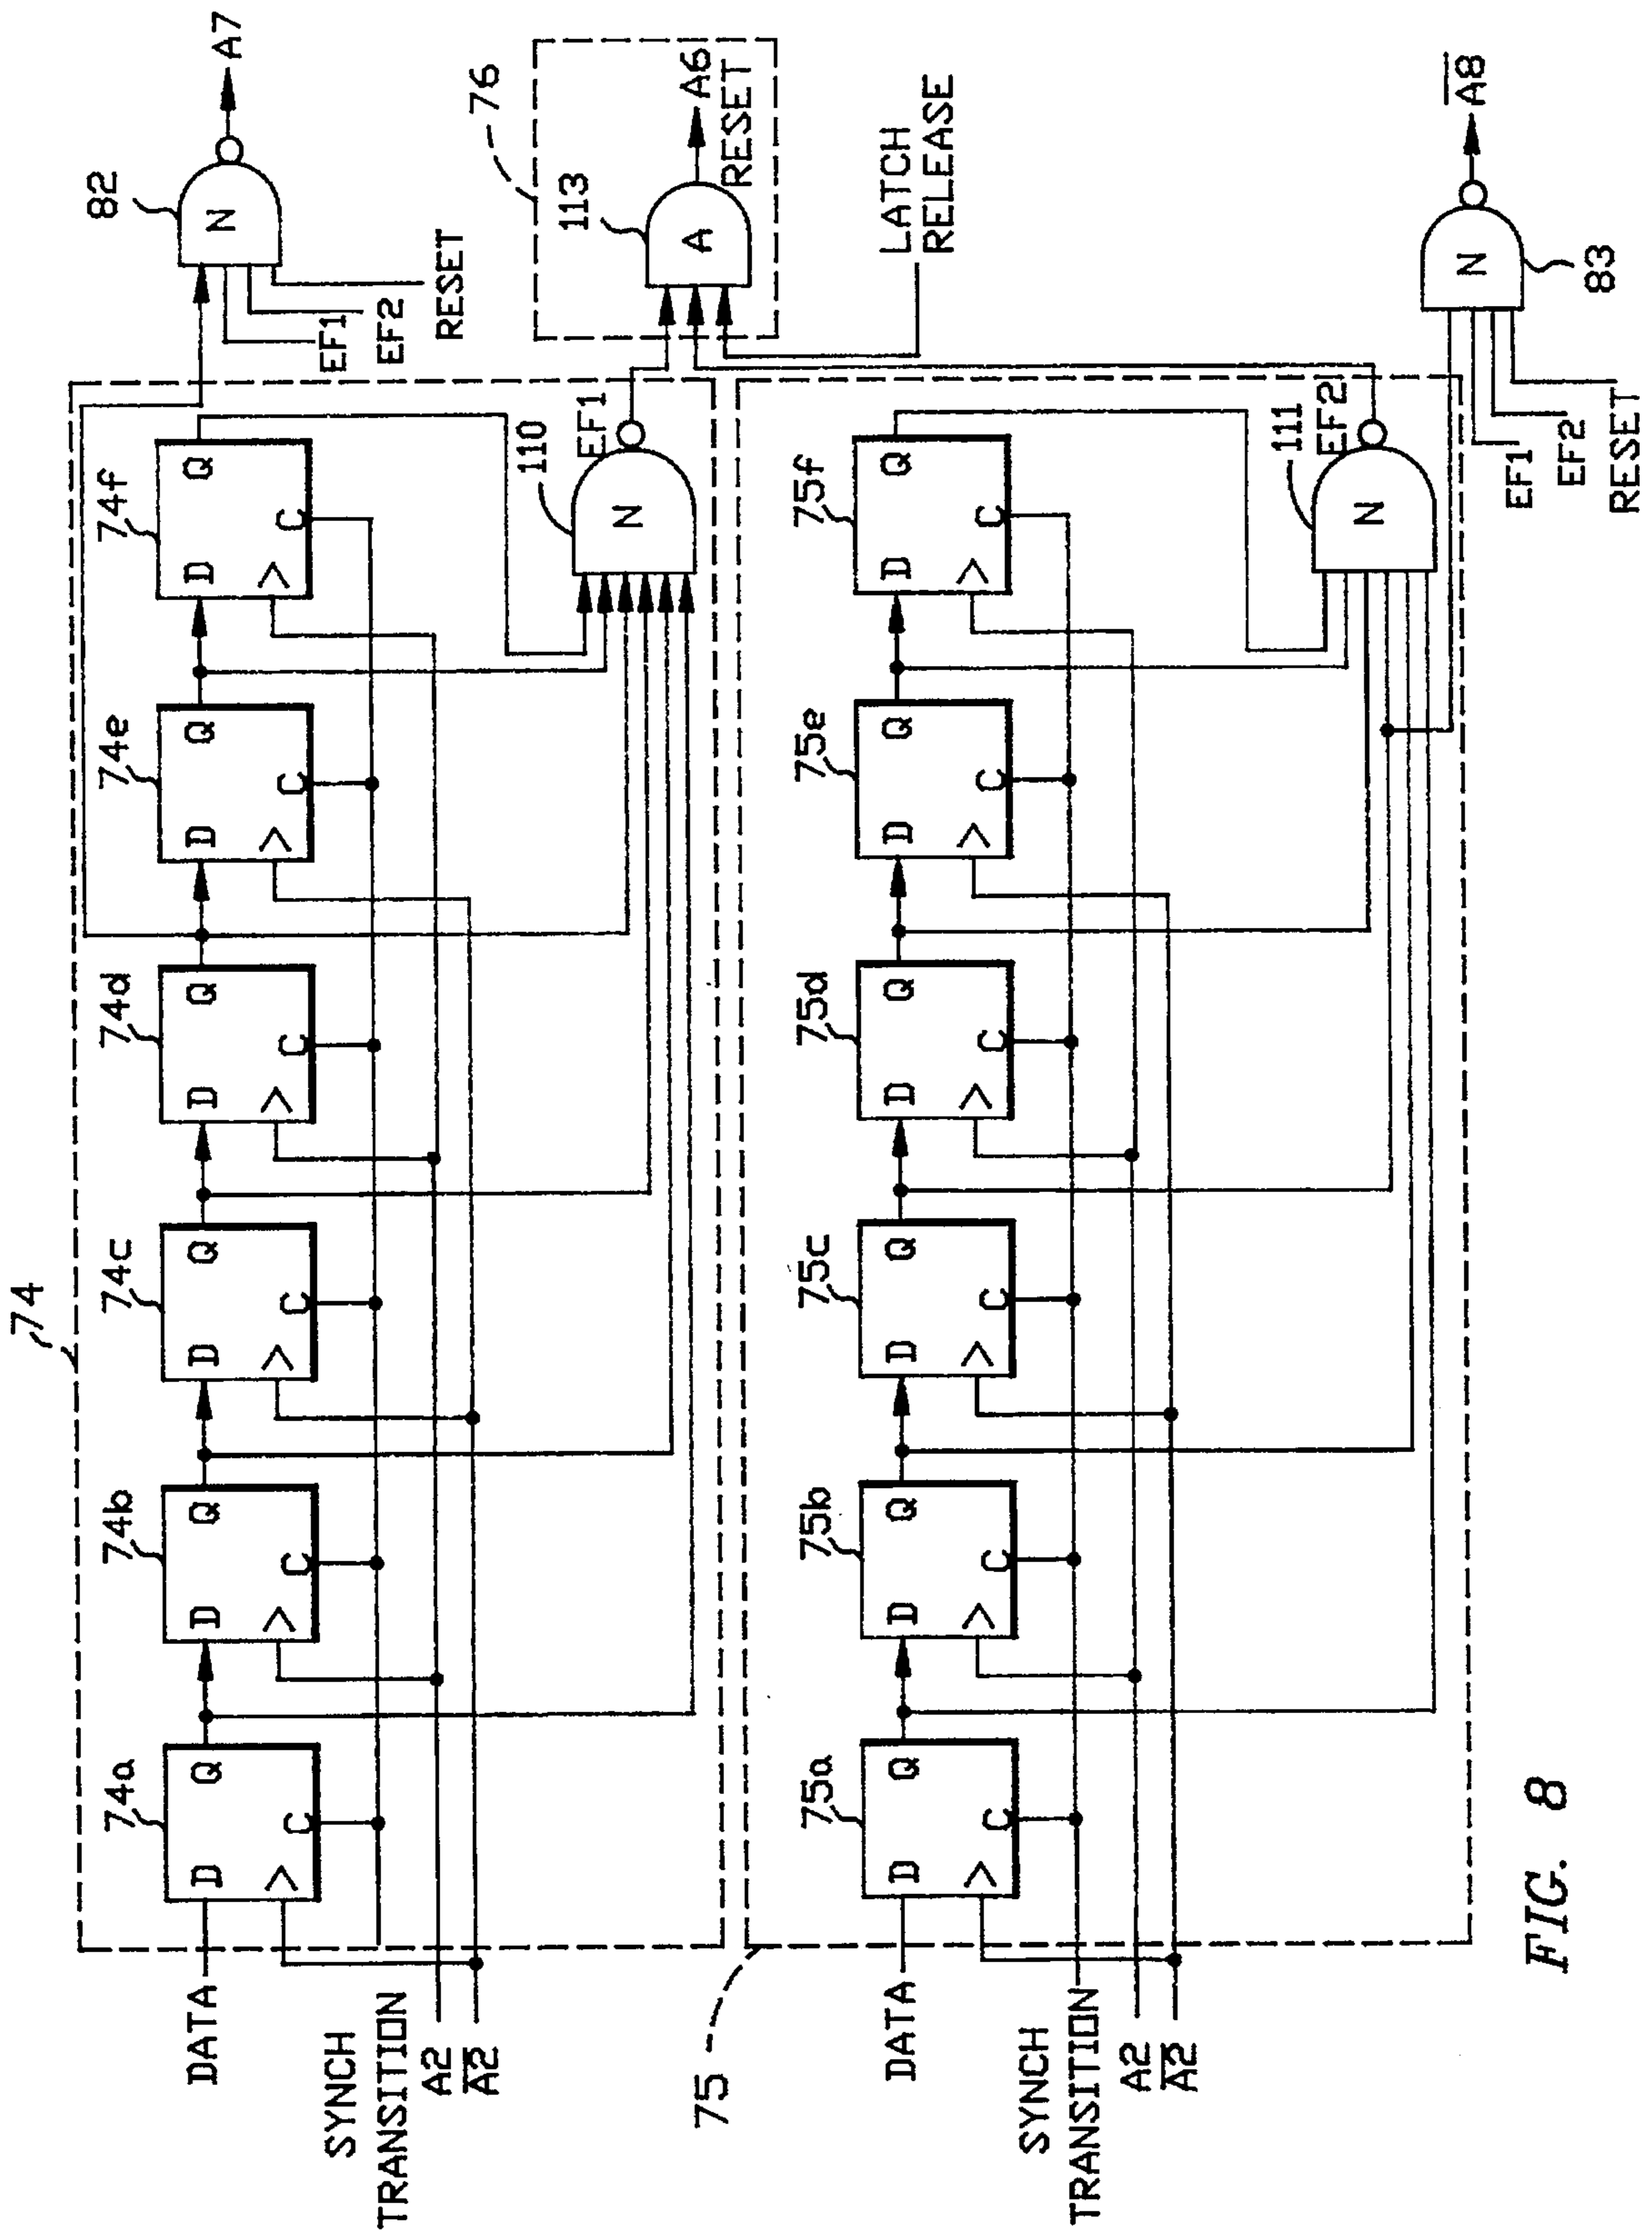 74
74a
74b
74c
74d
74e
74f
82
N
A7
DATA
D
Q
C
D
Q
C
D
Q
C
D
Q
C
D
Q
C
D
Q
C
EF1
EF2
RESET
SYNCH
TRANSITION
A2
A2
110
N
EF1
76
113
A
A6
RESET
LATCH
RELEASE
75
75a
75b
75c
75d
75e
75f
DATA
D
Q
C
D
Q
C
D
Q
C
D
Q
C
D
Q
C
D
Q
C
SYNCH
TRANSITION
A2
A2
111
N
EF2
N
83
A8
EF1
EF2
RESET
FIG. 8